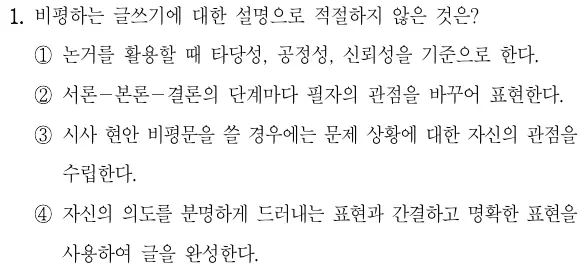 1. 비평하는 글쓰기에 대한 설명으로 적절하지 않은 것은?
① 논거를 활용할 때 타당성, 공정성, 신뢰성을 기준으로 한다.
② 서론-본론-결론의 단계마다 필자의 관점을 바꾸어 표현한다.
③ 시사 현안 비평문을 쓸 경우에는 문제 상황에 대한 자신의 관점을
수립한다.
④ 자신의 의도를 분명하게 드러내는 표현과 간결하고 명확한 표현을
사용하여 글을 완성한다.